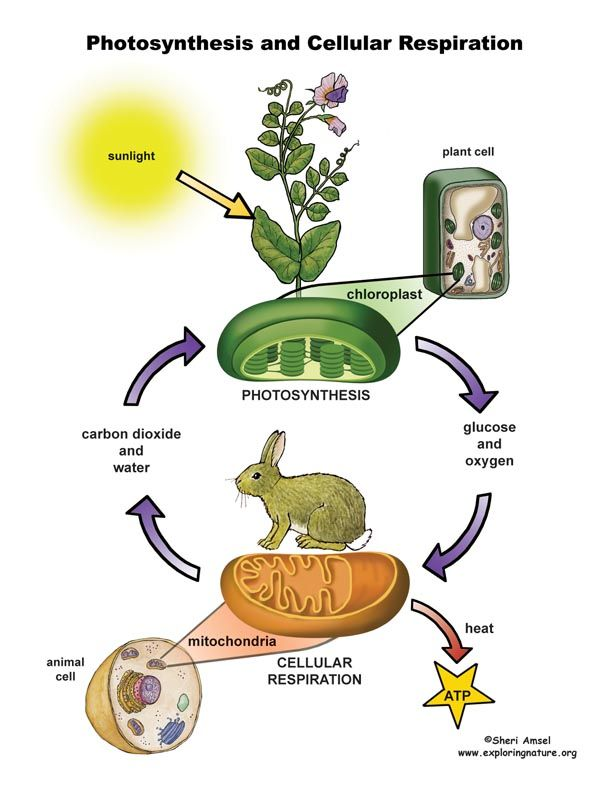 Photosynthesis and Cellular Respiration
sunlight
plant cell
chloroplast
PHOTOSYNTHESIS
carbon dioxide
and
water
glucose
and
oxygen
mitochondria
CELLULAR
RESPIRATION
heat
animal
cell
ATP
©Sheri Amsel
www.exploringnature.org